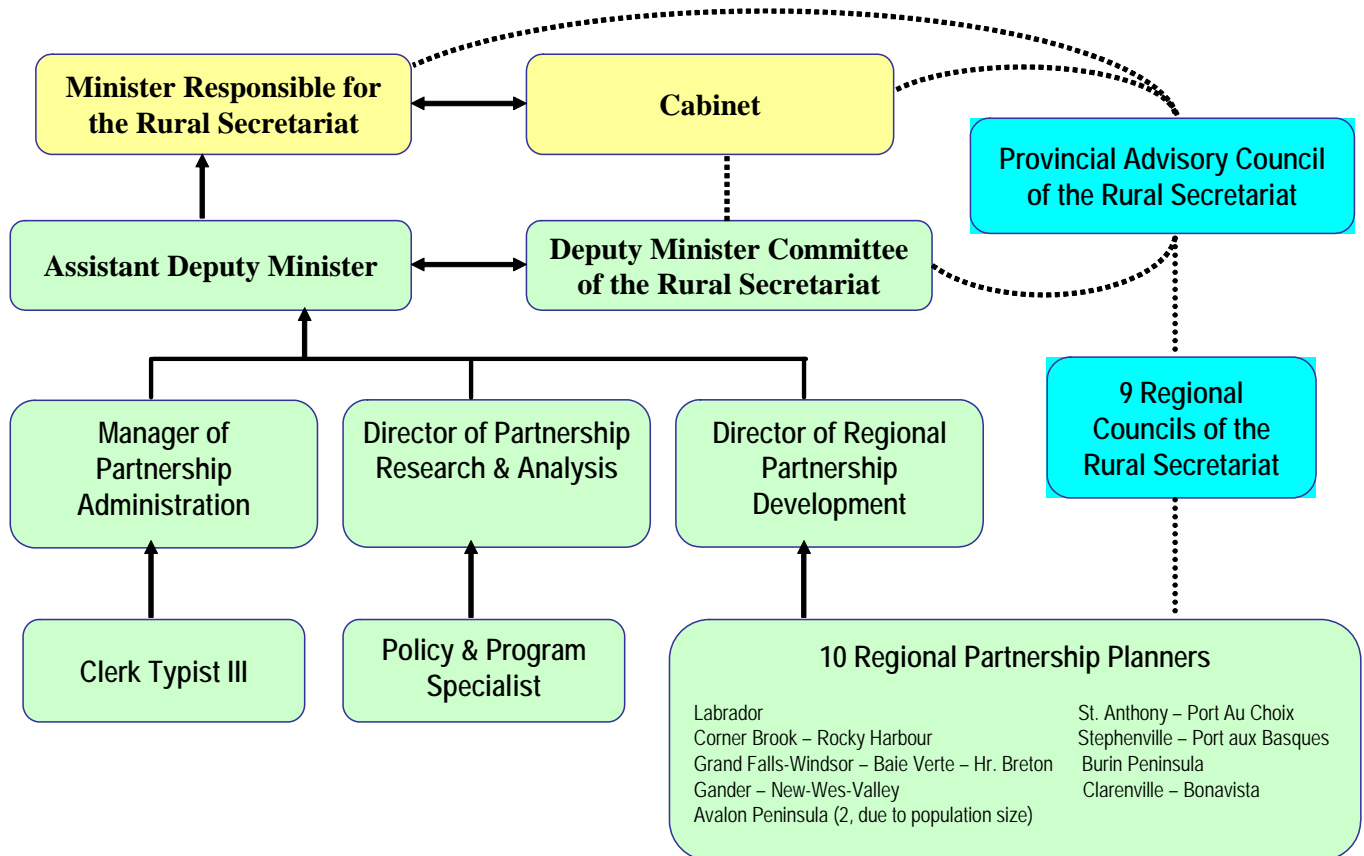 Minister Responsible for
the Rural Secretariat
Cabinet
Provincial Advisory Council
of the Rural Secretariat
Assistant Deputy Minister
Deputy Minister Committee
of the Rural Secretariat
9 Regional
Councils of the
Rural Secretariat
Manager of
Partnership
Administration
Director of Partnership
Research & Analysis
Director of Regional
Partnership
Development
Clerk Typist III
Policy & Program
Specialist
10 Regional Partnership Planners
Labrador
Corner Brook – Rocky Harbour
Grand Falls-Windsor – Baie Verte – Hr. Breton
Gander – New-Wes-Valley
Avalon Peninsula (2, due to population size)
St. Anthony – Port Au Choix
Stephenville – Port aux Basques
Burin Peninsula
Clarenville – Bonavista